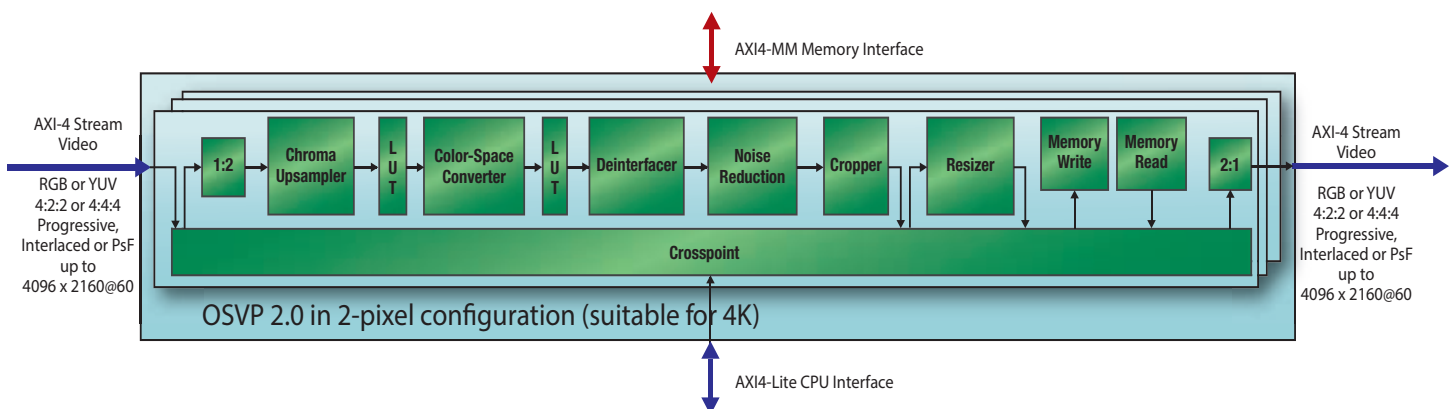 AXI4-MM Memory Interface
AXI-4 Stream
Video
RGB or YUV
4:2:2 or 4:4:4
Progressive,
Interlaced or PsF
up to
4096 x 2160@60
1:2
Chroma
Upsampler
L
U
T
Color-Space
Converter
L
U
T
Deinterfacer
Noise
Reduction
Cropper
Resizer
Memory
Write
Memory
Read
2:1
Crosspoint
OSVP 2.0 in 2-pixel configuration (suitable for 4K)
AXI-4 Stream
Video
RGB or YUV
4:2:2 or 4:4:4
Progressive,
Interlaced or PsF
up to
4096 x 2160@60
AXI4-Lite CPU Interface